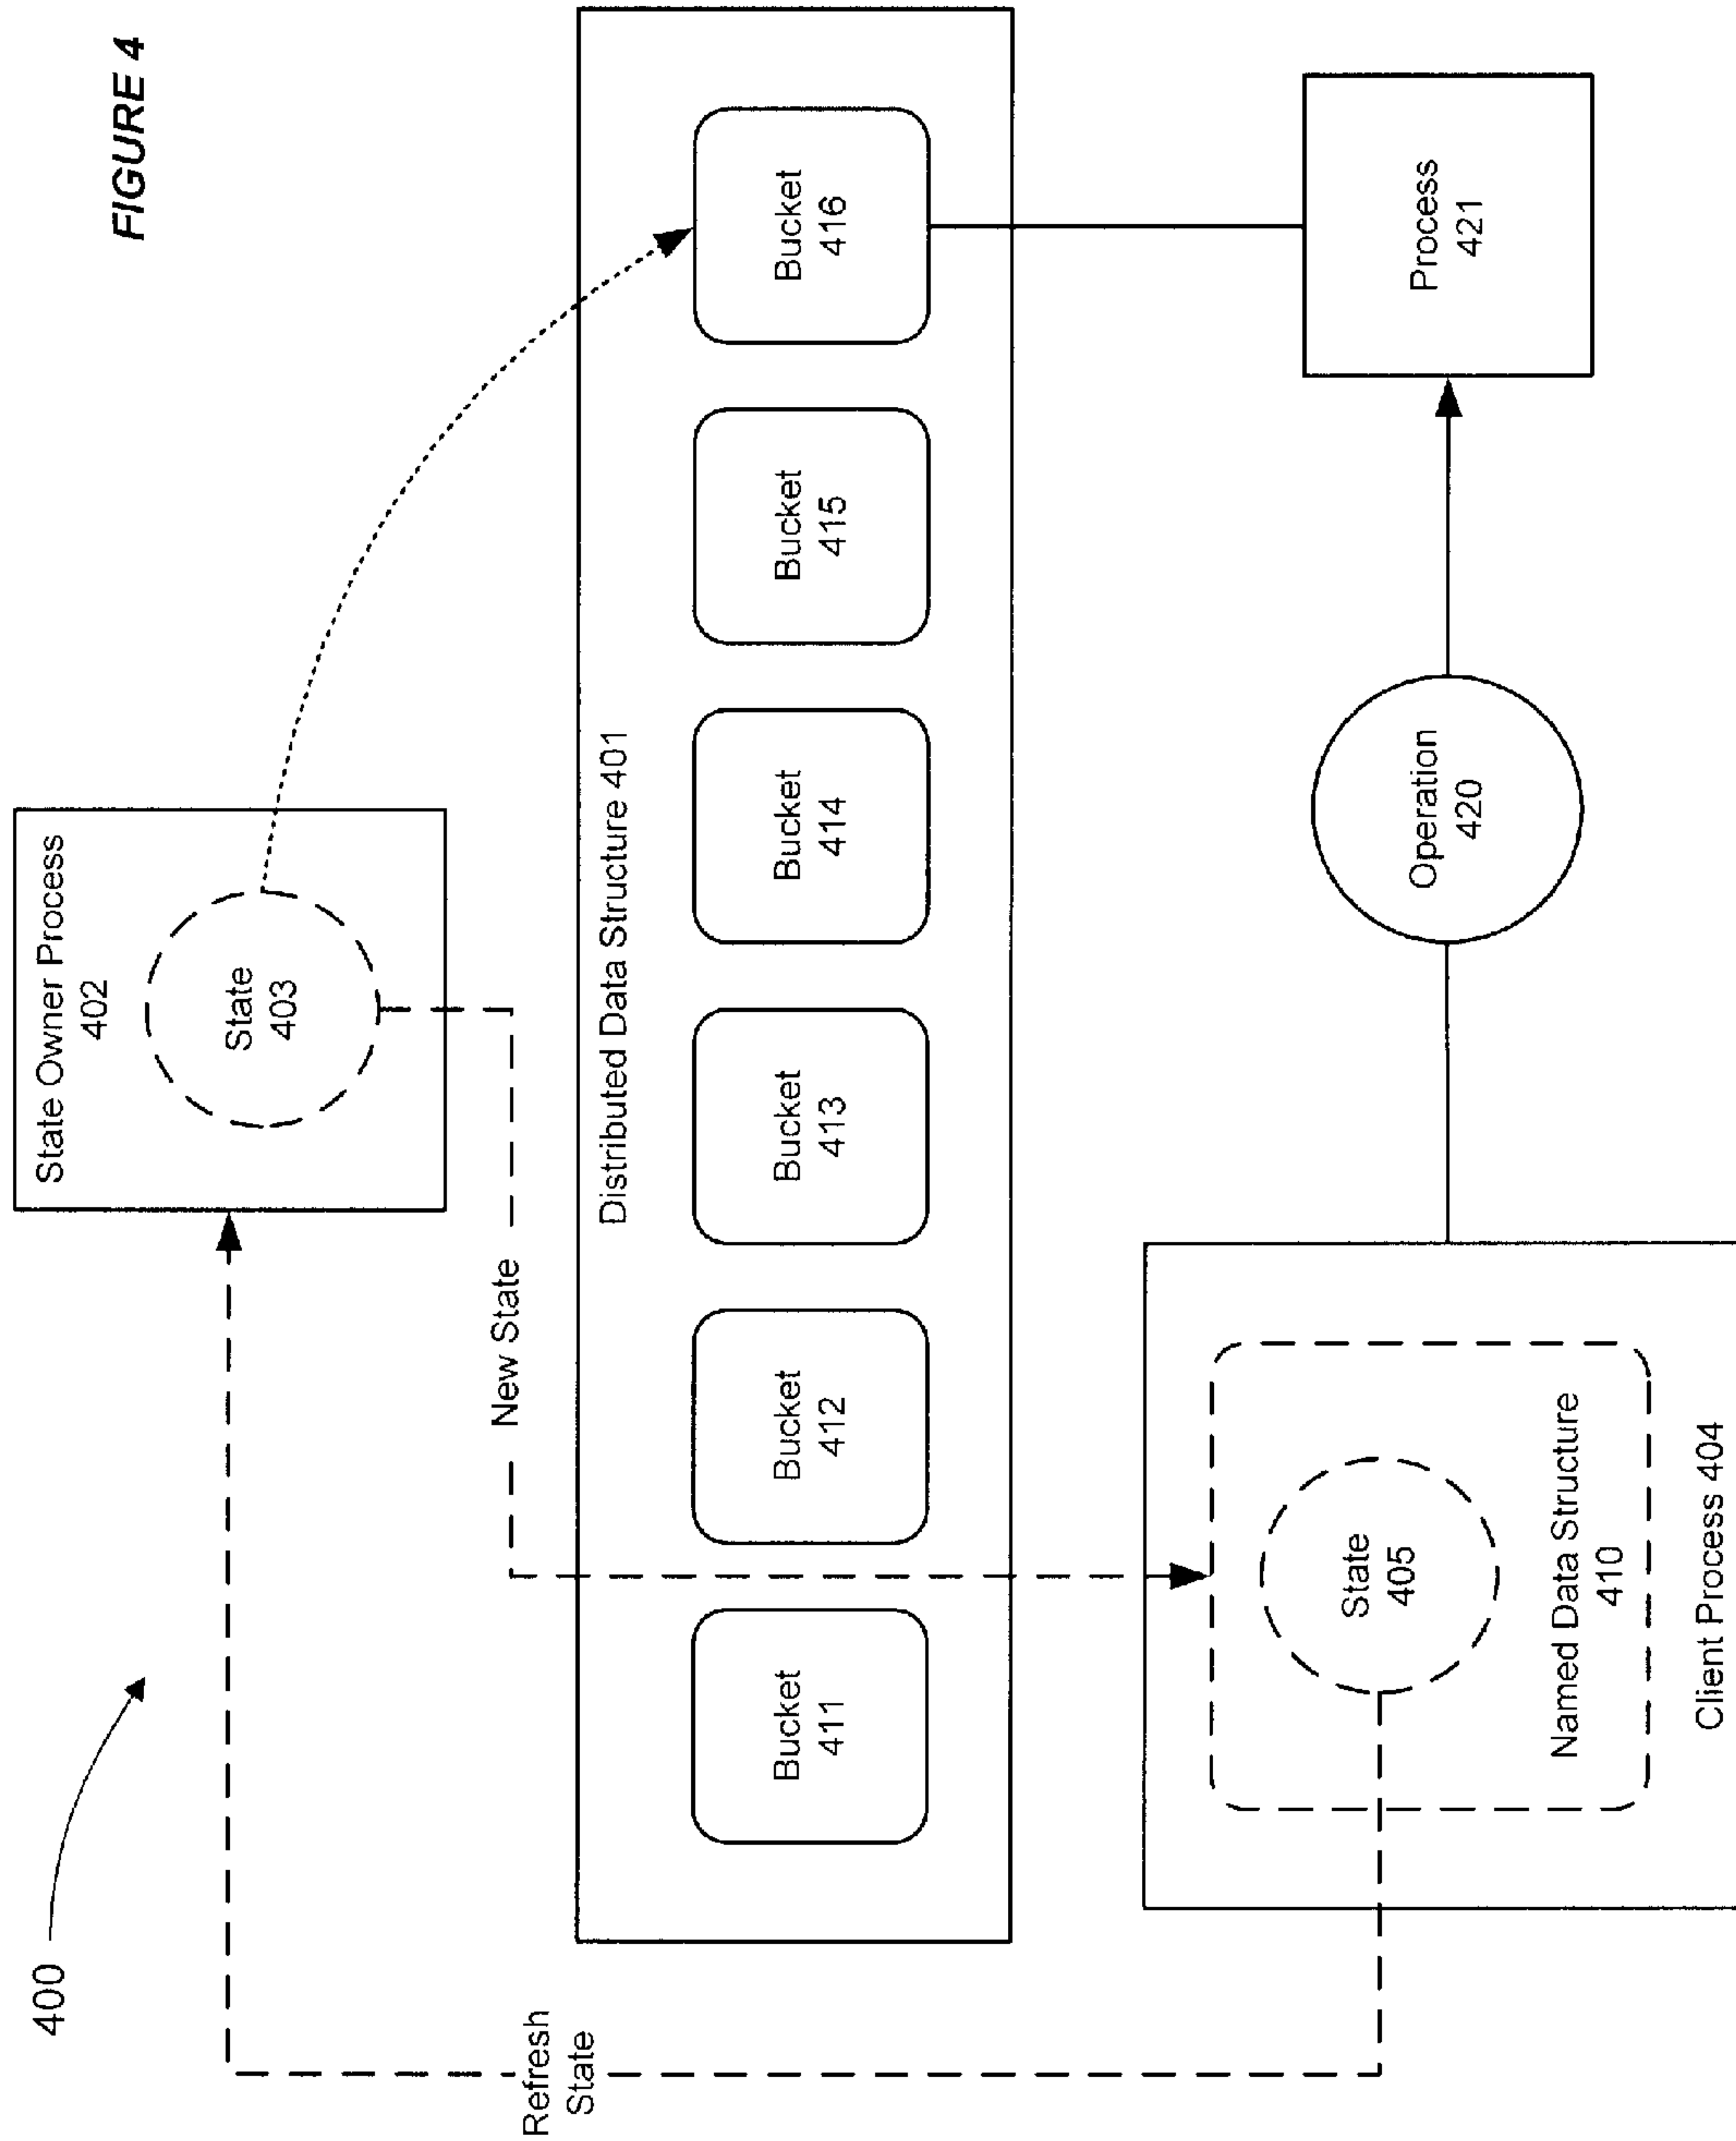 FIGURE 4
400
State Owner Process
402
State
403
Refresh
State
New State
Distributed Data Structure 401
Bucket
411
Bucket
412
Bucket
413
Bucket
414
Bucket
415
Bucket
416
State
405
Named Data Structure
410
Client Process 404
Operation
420
Process
421